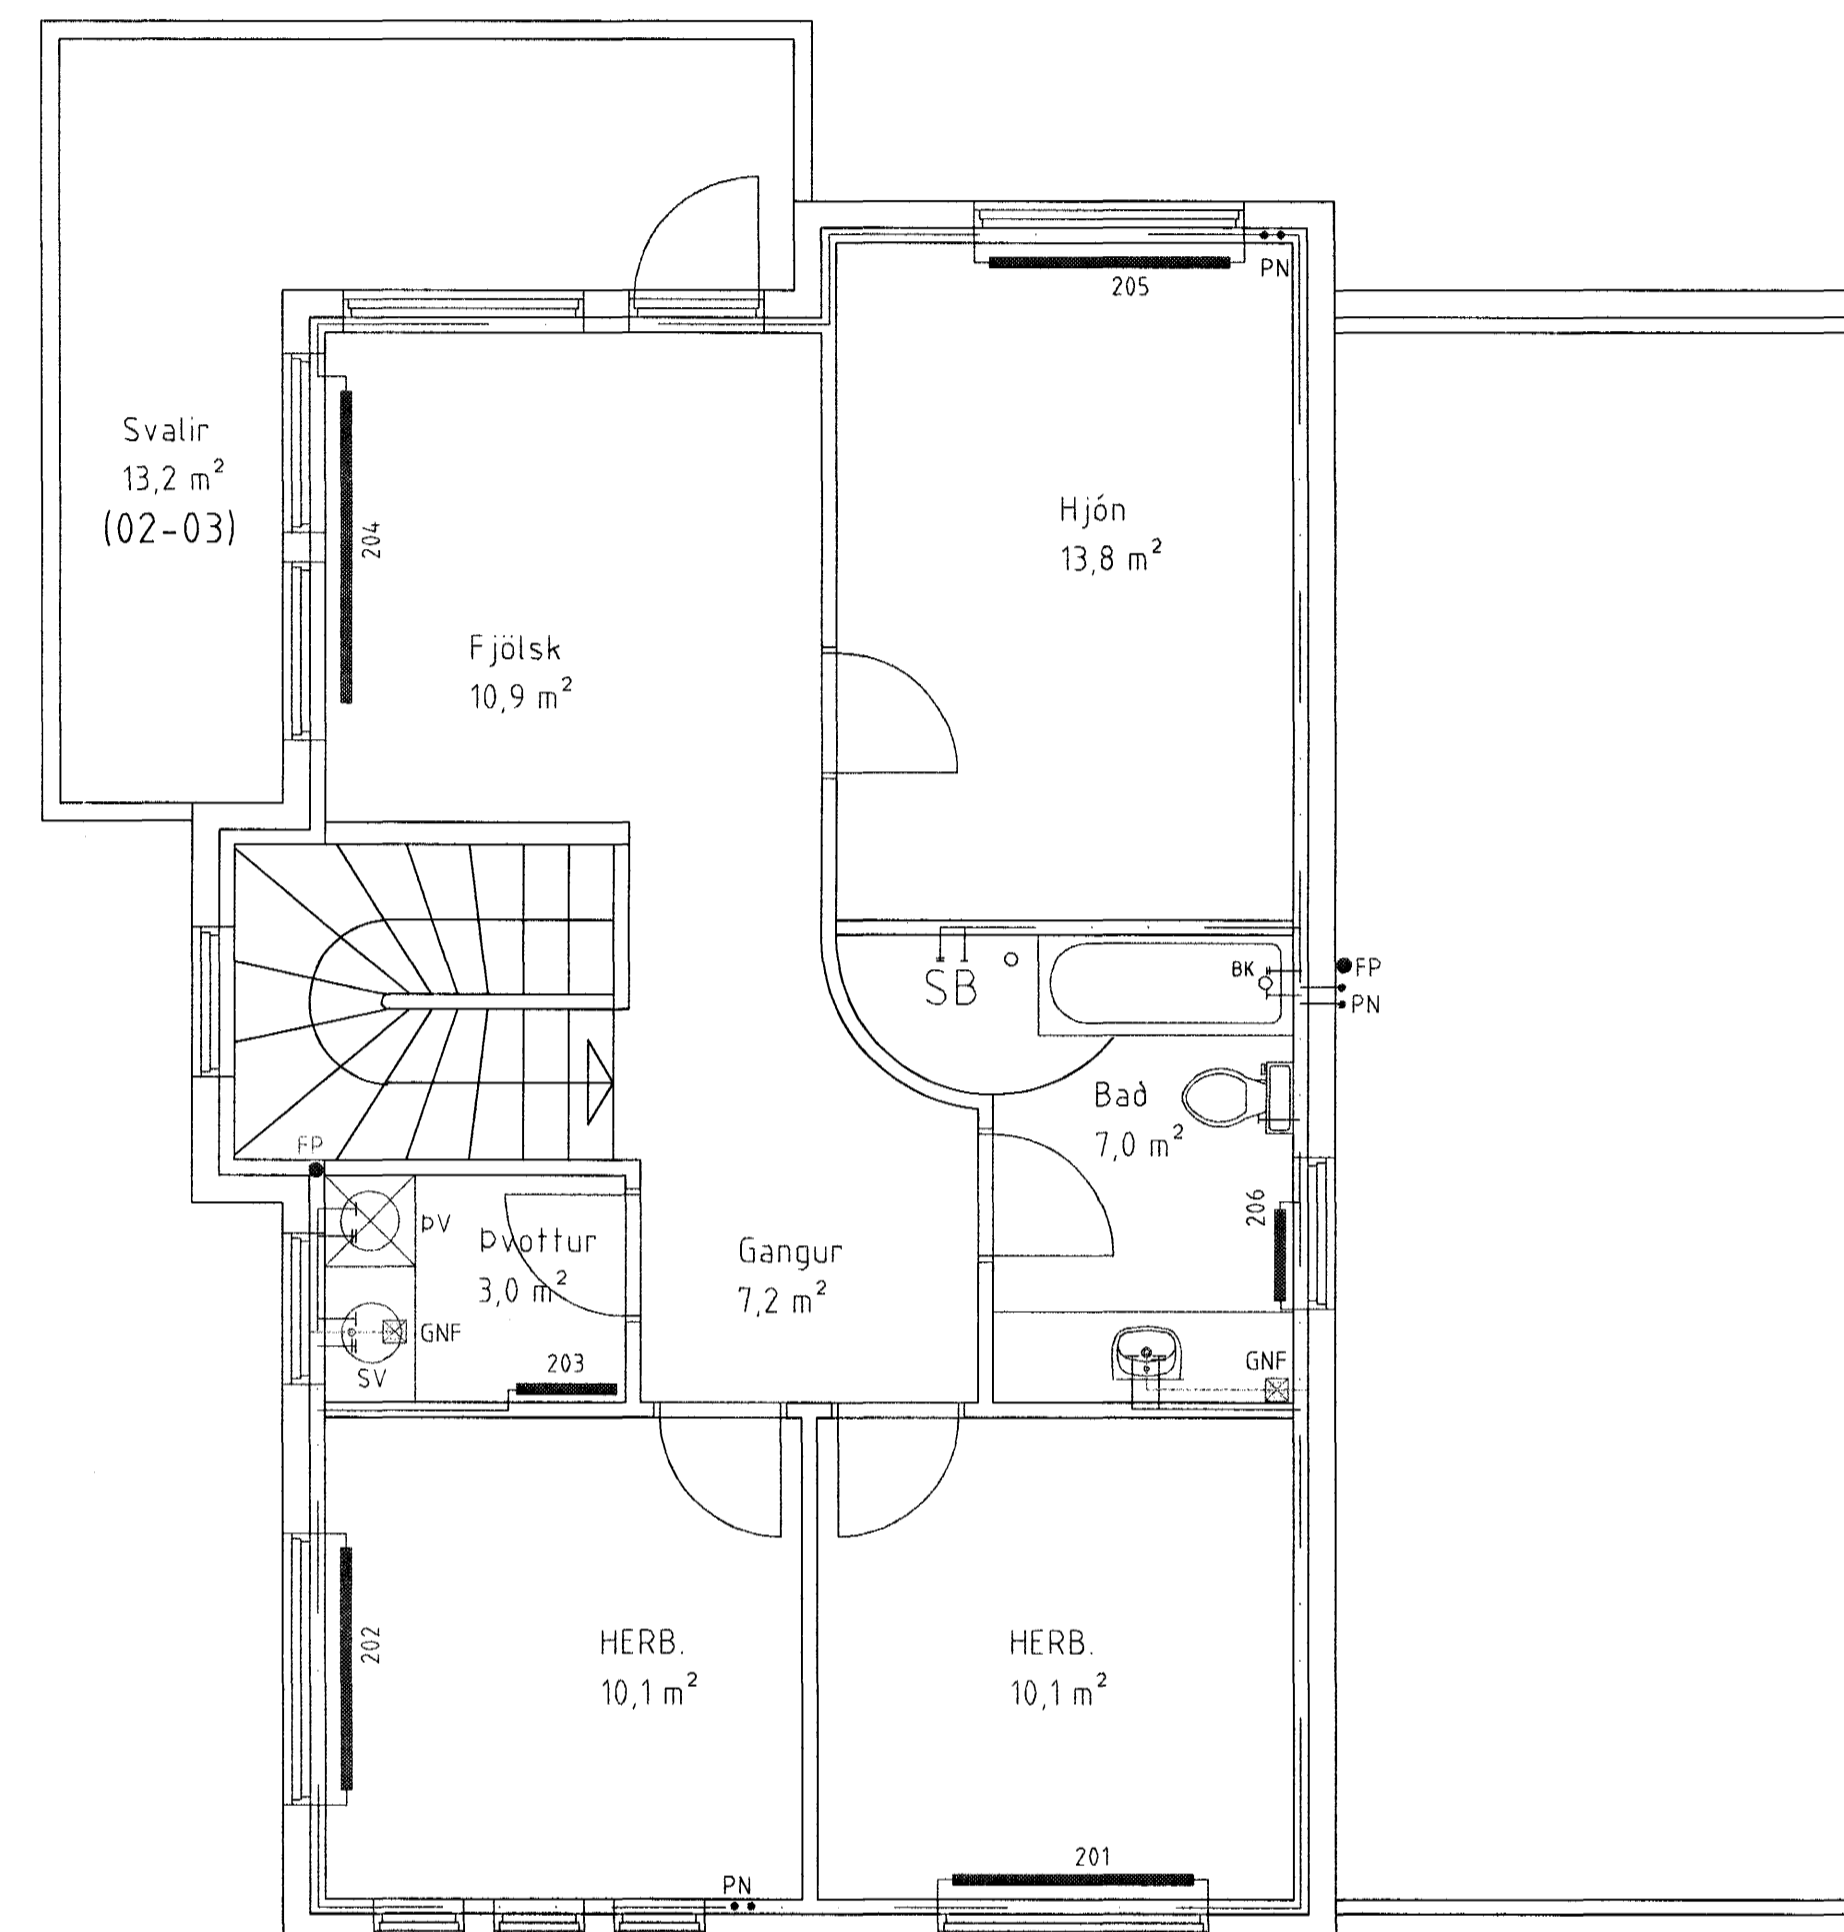 205
PN
Svalir
13,2 m²
(02-03)
204
Hjón
13,8 m²
Fjölsk
10,9 m²
SB
BK
FP
PN
Bað
7,0 m²
206
FP
ÞV
Þvottur
3,0 m²
GNF
SV
203
Gangur
7,2 m²
GNF
202
HERB.
10,1 m²
HERB.
10,1 m²
201
PN